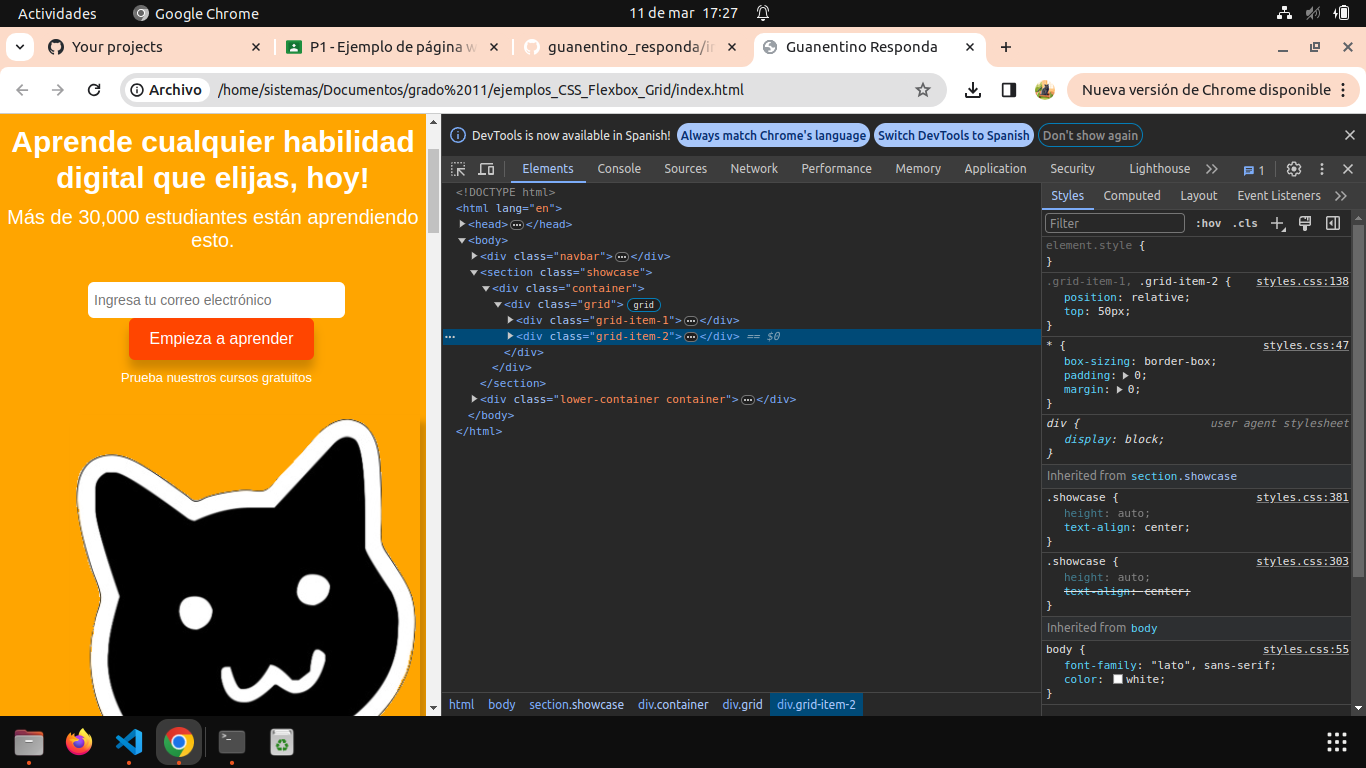 Actividades Google Chrome 11 de mar 17:27
Your projects P1 - Ejemplo de página w guanentino_responda/in Guanentino Responda
Archivo /home/sistemas/Documentos/grado%2011/ejemplos_CSS_Flexbox_Grid/index.html Nueva versión de Chrome disponible
Aprende cualquier habilidad
digital que elijas, hoy!
Más de 30,000 estudiantes están aprendiendo
esto.
Ingresa tu correo electrónico
Empieza a aprender
Prueba nuestros cursos gratuitos
DevTools is now available in Spanish! Always match Chrome's language Switch DevTools to Spanish Don't show again
Elements Console Sources Network Performance Memory Application Security Lighthouse 1
<!DOCTYPE html>
<html lang="en">
<head>…</head>
<body>
<div class="navbar">…</div>
<section class="showcase">
<div class="container">
<div class="grid"> grid
<div class="grid-item-1">…</div>
<div class="grid-item-2">…</div> == $0
</div>
</div>
</section>
<div class="lower-container container">…</div>
</body>
</html>
html body section.showcase div.container div.grid div.grid-item-2
Styles Computed Layout Event Listeners
Filter :hov .cls
element.style {
}
.grid-item-1, .grid-item-2 { styles.css:138
position: relative;
top: 50px;
}
* { styles.css:47
box-sizing: border-box;
padding: 0;
margin: 0;
}
div { user agent stylesheet
display: block;
}
Inherited from section.showcase
.showcase { styles.css:381
height: auto;
text-align: center;
}
.showcase { styles.css:303
height: auto;
text-align: center;
}
Inherited from body
body { styles.css:55
font-family: "lato", sans-serif;
color: white;
}